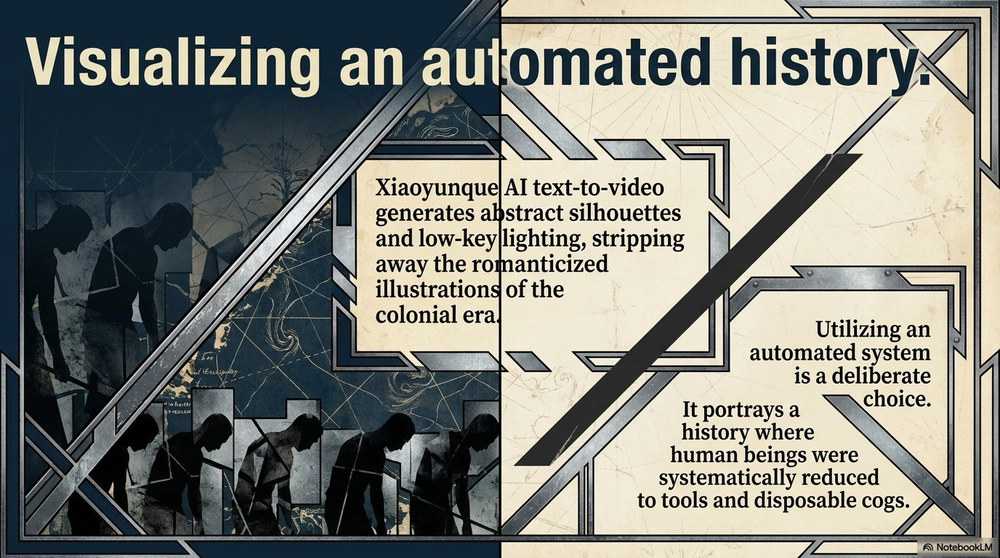 Visualizing an automated history.
Xiaoyunque AI text-to-video
generates abstract silhouettes
and low-key lighting, stripping
away the romanticized
illustrations of the
colonial era.
Utilizing an
automated system
is a deliberate
choice.
It portrays a
history where
human beings were
systematically reduced
to tools and disposable cogs.
NotebookLM